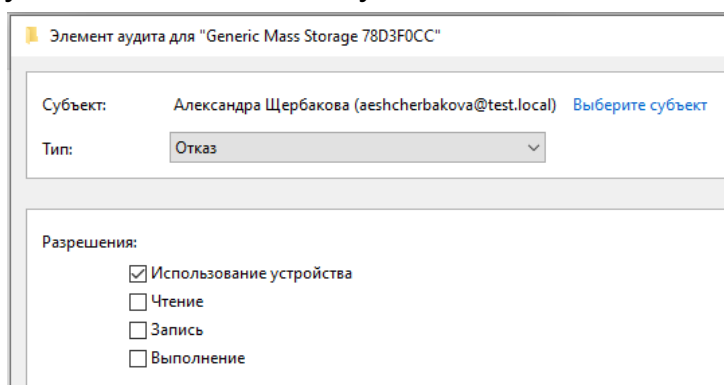 Элемент аудита для "Generic Mass Storage 78D3F0CC"
Субъект: Александра Щербакова (aeshcherbakova@test.local) Выберите субъект
Тип: Отказ
Разрешения:
Использование устройства
Чтение
Запись
Выполнение